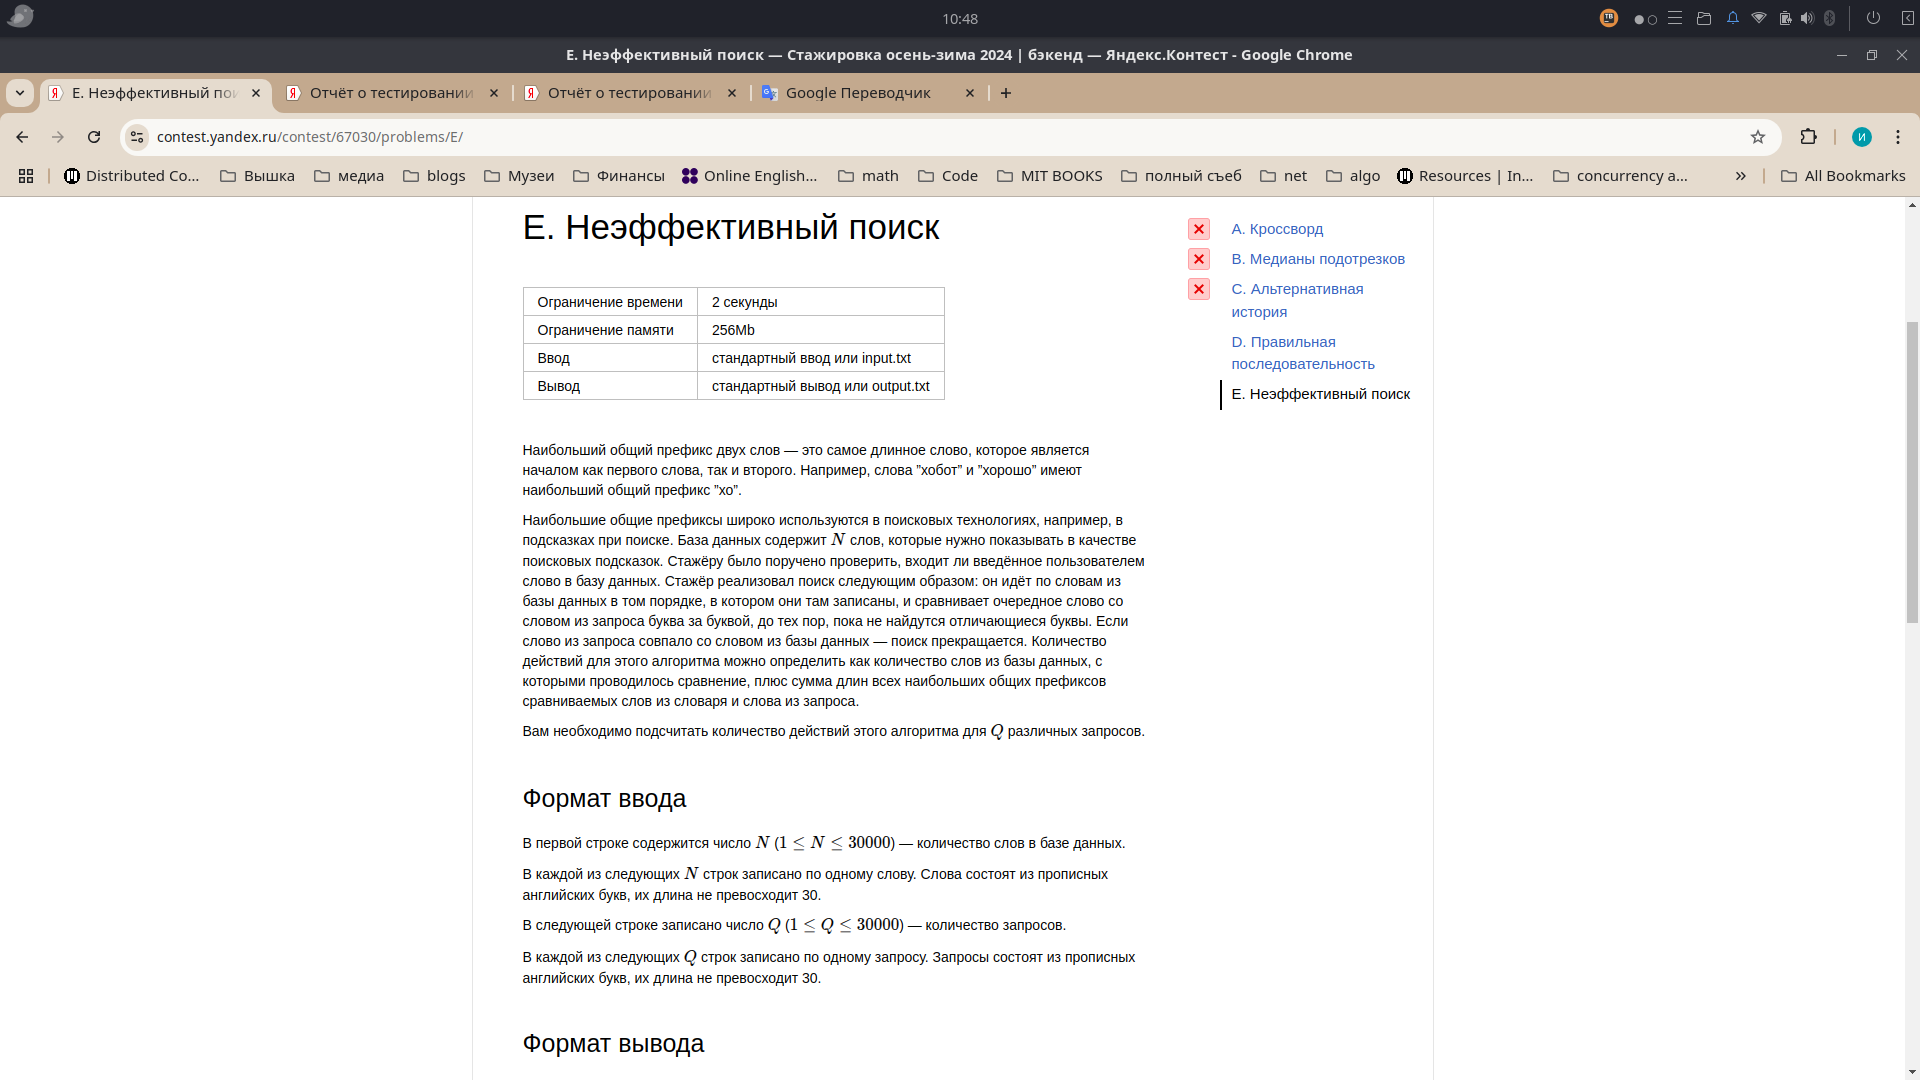 10:48
E. Неэффективный поиск — Стажировка осень-зима 2024 | бэкенд — Яндекс.Контест - Google Chrome
E. Неэффективный пои
Отчёт о тестировании
Отчёт о тестировании
Google Переводчик
contest.yandex.ru/contest/67030/problems/E/
И
Distributed Co...
Вышка
медиа
blogs
Музеи
Финансы
Online English...
math
Code
MIT BOOKS
полный съеб
net
algo
Resources | In...
concurrency a...
All Bookmarks
E. Неэффективный поиск
Ограничение времени 2 секунды
Ограничение памяти 256Mb
Ввод стандартный ввод или input.txt
Вывод стандартный вывод или output.txt
Наибольший общий префикс двух слов — это самое длинное слово, которое является
началом как первого слова, так и второго. Например, слова ”хобот” и ”хорошо” имеют
наибольший общий префикс ”хо”.
Наибольшие общие префиксы широко используются в поисковых технологиях, например, в
подсказках при поиске. База данных содержит N слов, которые нужно показывать в качестве
поисковых подсказок. Стажёру было поручено проверить, входит ли введённое пользователем
слово в базу данных. Стажёр реализовал поиск следующим образом: он идёт по словам из
базы данных в том порядке, в котором они там записаны, и сравнивает очередное слово со
словом из запроса буква за буквой, до тех пор, пока не найдутся отличающиеся буквы. Если
слово из запроса совпало со словом из базы данных — поиск прекращается. Количество
действий для этого алгоритма можно определить как количество слов из базы данных, с
которыми проводилось сравнение, плюс сумма длин всех наибольших общих префиксов
сравниваемых слов из словаря и слова из запроса.
Вам необходимо подсчитать количество действий этого алгоритма для Q различных запросов.
Формат ввода
В первой строке содержится число N (1 ≤ N ≤ 30000) — количество слов в базе данных.
В каждой из следующих N строк записано по одному слову. Слова состоят из прописных
английских букв, их длина не превосходит 30.
В следующей строке записано число Q (1 ≤ Q ≤ 30000) — количество запросов.
В каждой из следующих Q строк записано по одному запросу. Запросы состоят из прописных
английских букв, их длина не превосходит 30.
Формат вывода
A. Кроссворд
B. Медианы подотрезков
C. Альтернативная
история
D. Правильная
последовательность
E. Неэффективный поиск